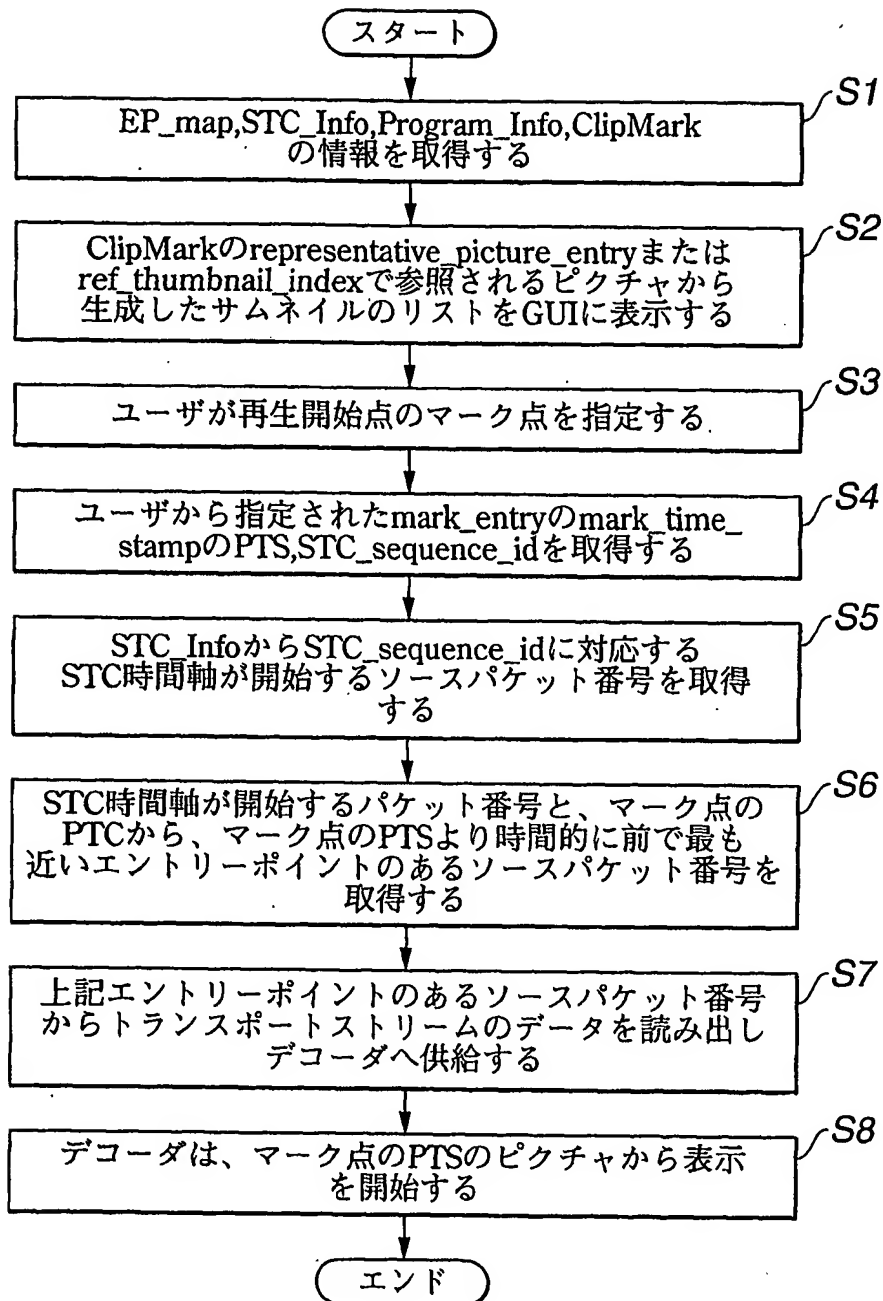 スタート
S1
EP_map,STC_Info,Program_Info,ClipMark
の情報を取得する
S2
ClipMarkのrepresentative_picture_entryまたは
ref_thumbnail_indexで参照されるピクチャから
生成したサムネイルのリストをGUIに表示する
S3
ユーザが再生開始点のマーク点を指定する
S4
ユーザから指定されたmark_entryのmark_time_
stampのPTS,STC_sequence_idを取得する
S5
STC_InfoからSTC_sequence_idに対応する
STC時間軸が開始するソースパケット番号を取得
する
S6
STC時間軸が開始するパケット番号と、マーク点の
PTCから、マーク点のPTSより時間的に前で最も
近いエントリーポイントのあるソースパケット番号を
取得する
S7
上記エントリーポイントのあるソースパケット番号
からトランスポートストリームのデータを読み出し
デコーダへ供給する
S8
デコーダは、マーク点のPTSのピクチャから表示
を開始する
エンド